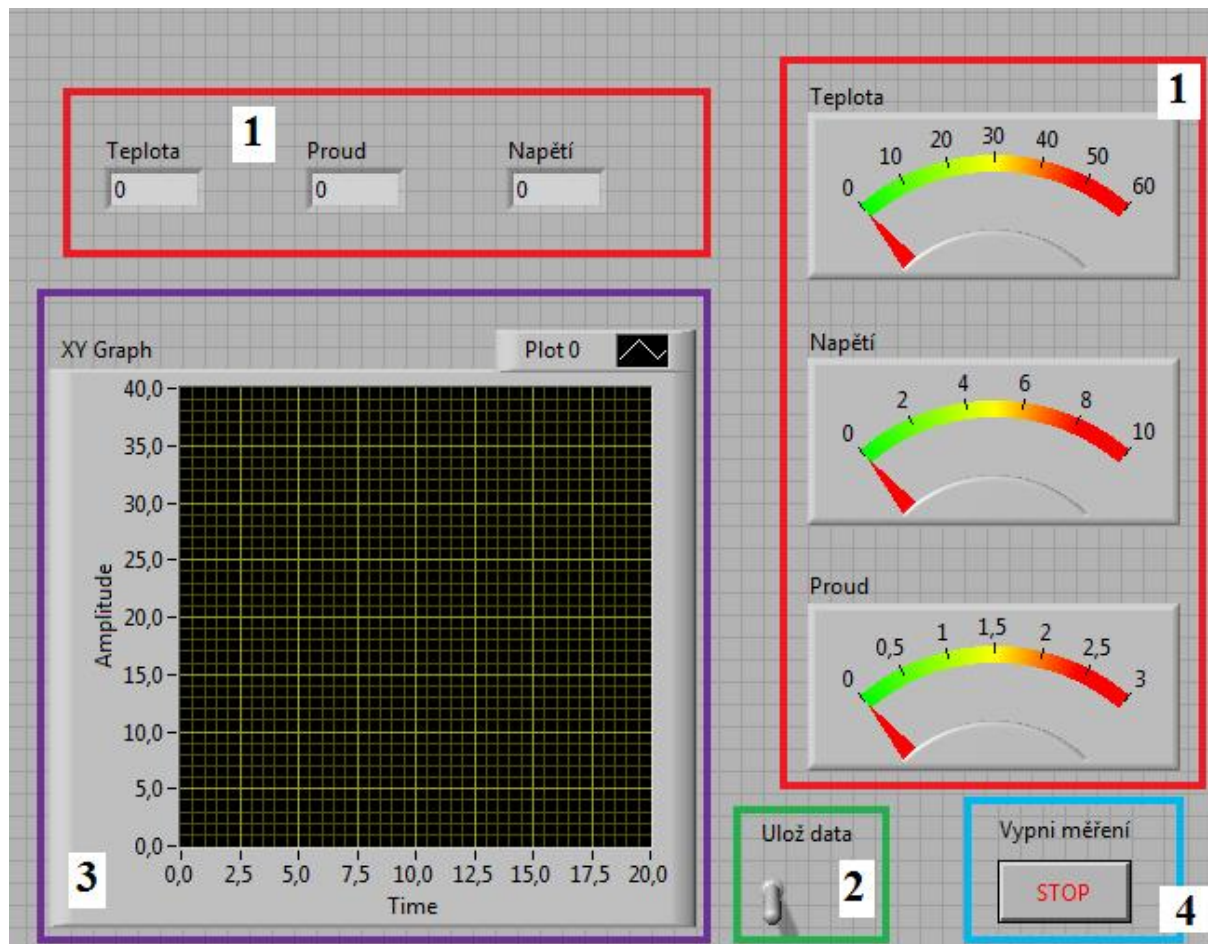 Teplota
1
Proud
Napětí
0
0
0
XY Graph
Plot 0
40,0
35,0
30,0
25,0
20,0
15,0
10,0
5,0
0,0
Amplitude
0,0 2,5 5,0 7,5 10,0 12,5 15,0 17,5 20,0
Time
3
1
Teplota
0 10 20 30 40 50 60
Napětí
0 2 4 6 8 10
Proud
0 0,5 1 1,5 2 2,5 3
Ulož data
2
Vypni měření
STOP
4